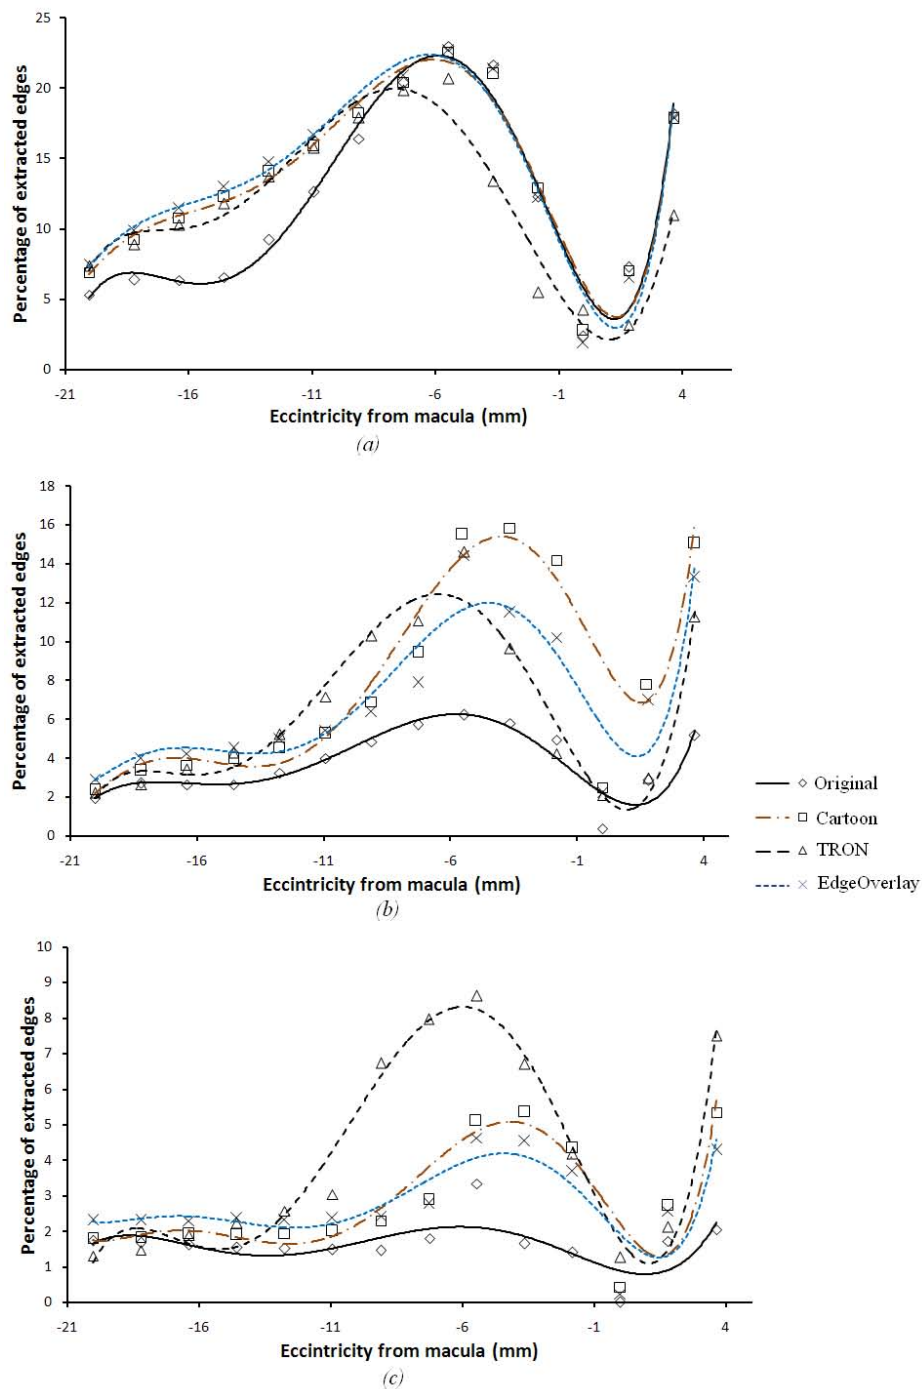 25
20
15
10
5
0
Percentage of extracted edges
-21 -16 -11 -6 -1 4
Eccintricity from macula (mm)
(a)
18
16
14
12
10
8
6
4
2
0
Percentage of extracted edges
-21 -16 -11 -6 -1 4
Eccintricity from macula (mm)
(b)
Original
Cartoon
TRON
EdgeOverlay
10
9
8
7
6
5
4
3
2
1
0
Percentage of extracted edges
-21 -16 -11 -6 -1 4
Eccintricity from macula (mm)
(c)